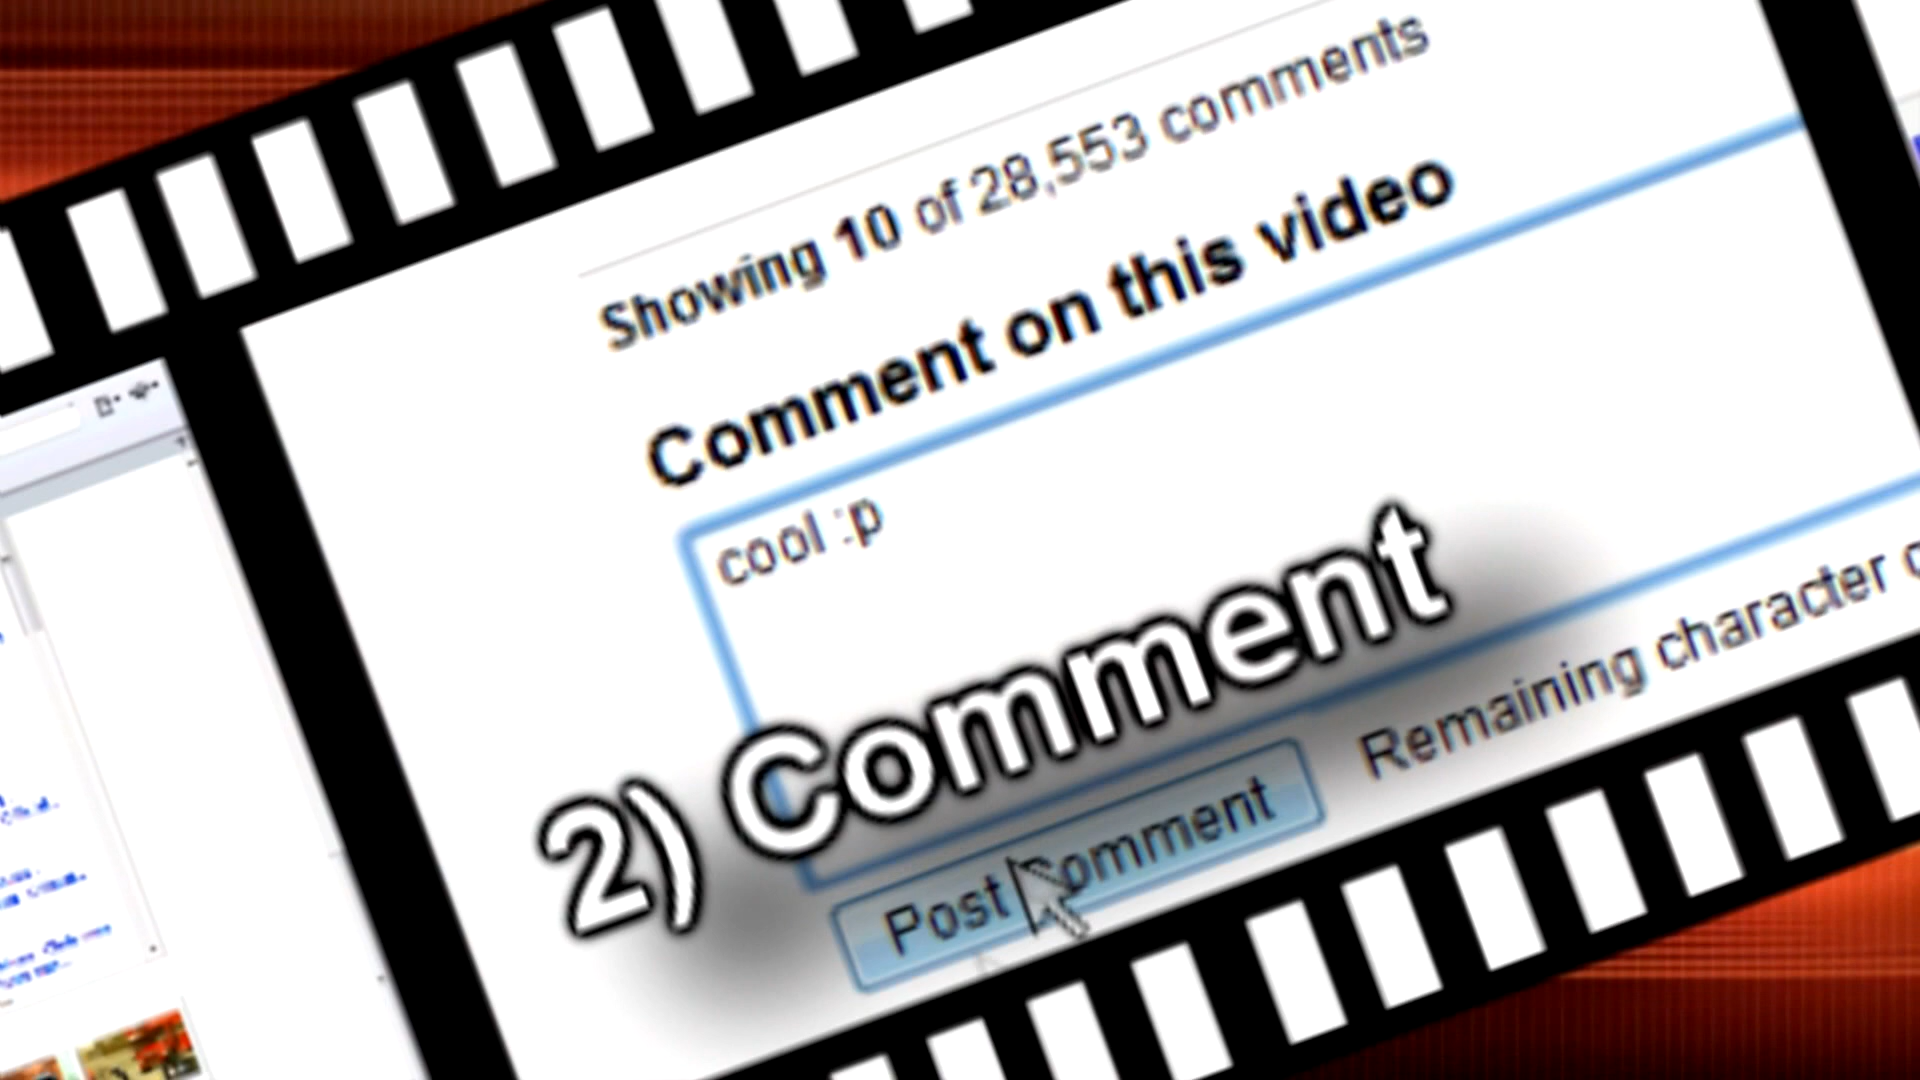 Showing 10 of 28,553 comments
Comment on this video
cool :p
2) Comment
Remaining character
Post Comment